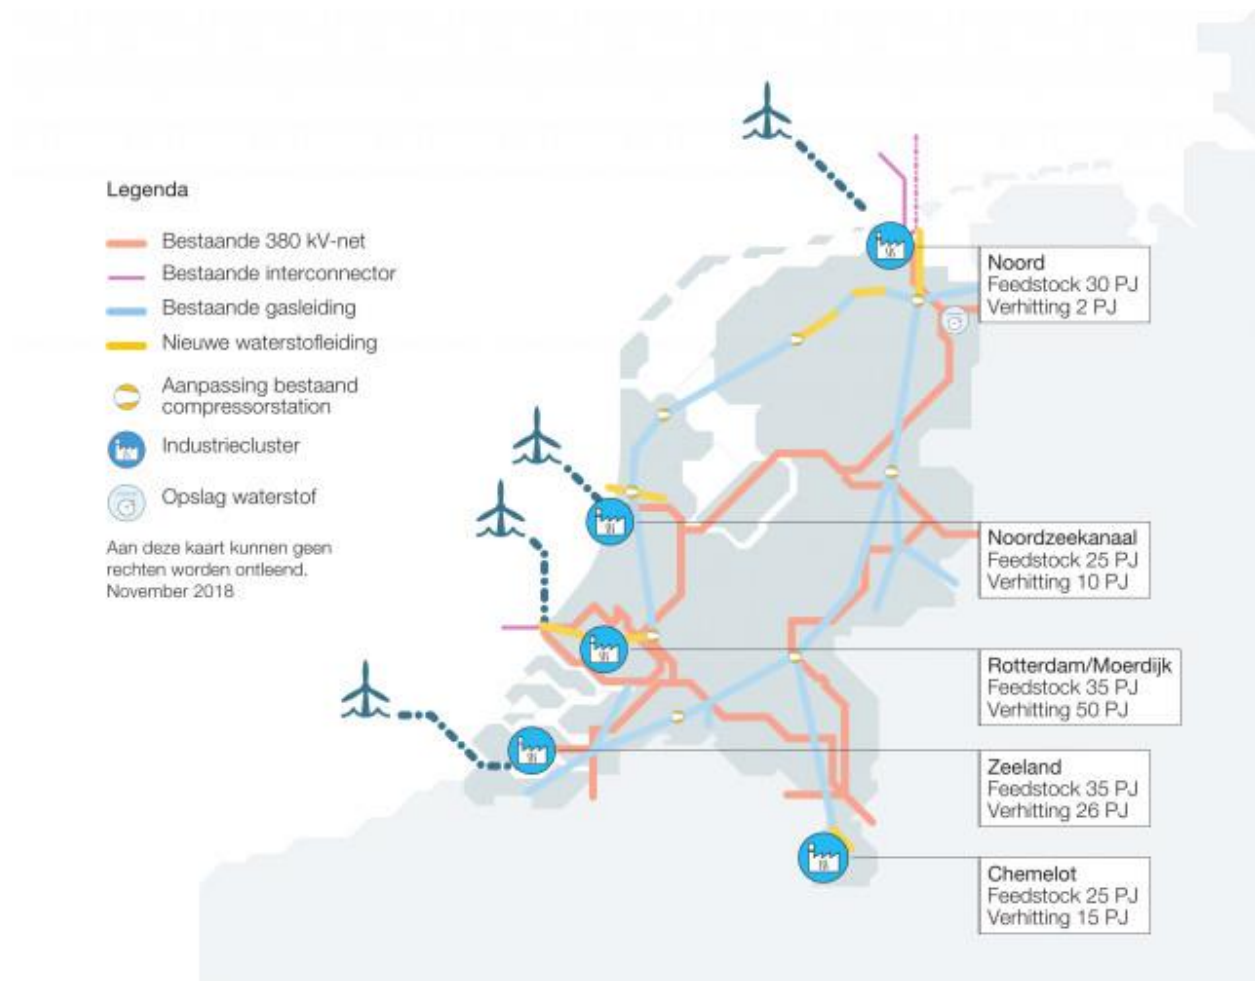 Legenda
Bestaande 380 kV-net
Bestaande interconnector
Bestaande gasleiding
Nieuwe waterstofleiding
Aanpassing bestaand
compressorstation
Industriecluster
Opslag waterstof
Aan deze kaart kunnen geen
rechten worden ontleend.
November 2018
Noord
Feedstock 30 PJ
Verhitting 2 PJ
Noordzeekanaal
Feedstock 25 PJ
Verhitting 10 PJ
Rotterdam/Moerdijk
Feedstock 35 PJ
Verhitting 50 PJ
Zeeland
Feedstock 35 PJ
Verhitting 26 PJ
Chemelot
Feedstock 25 PJ
Verhitting 15 PJ